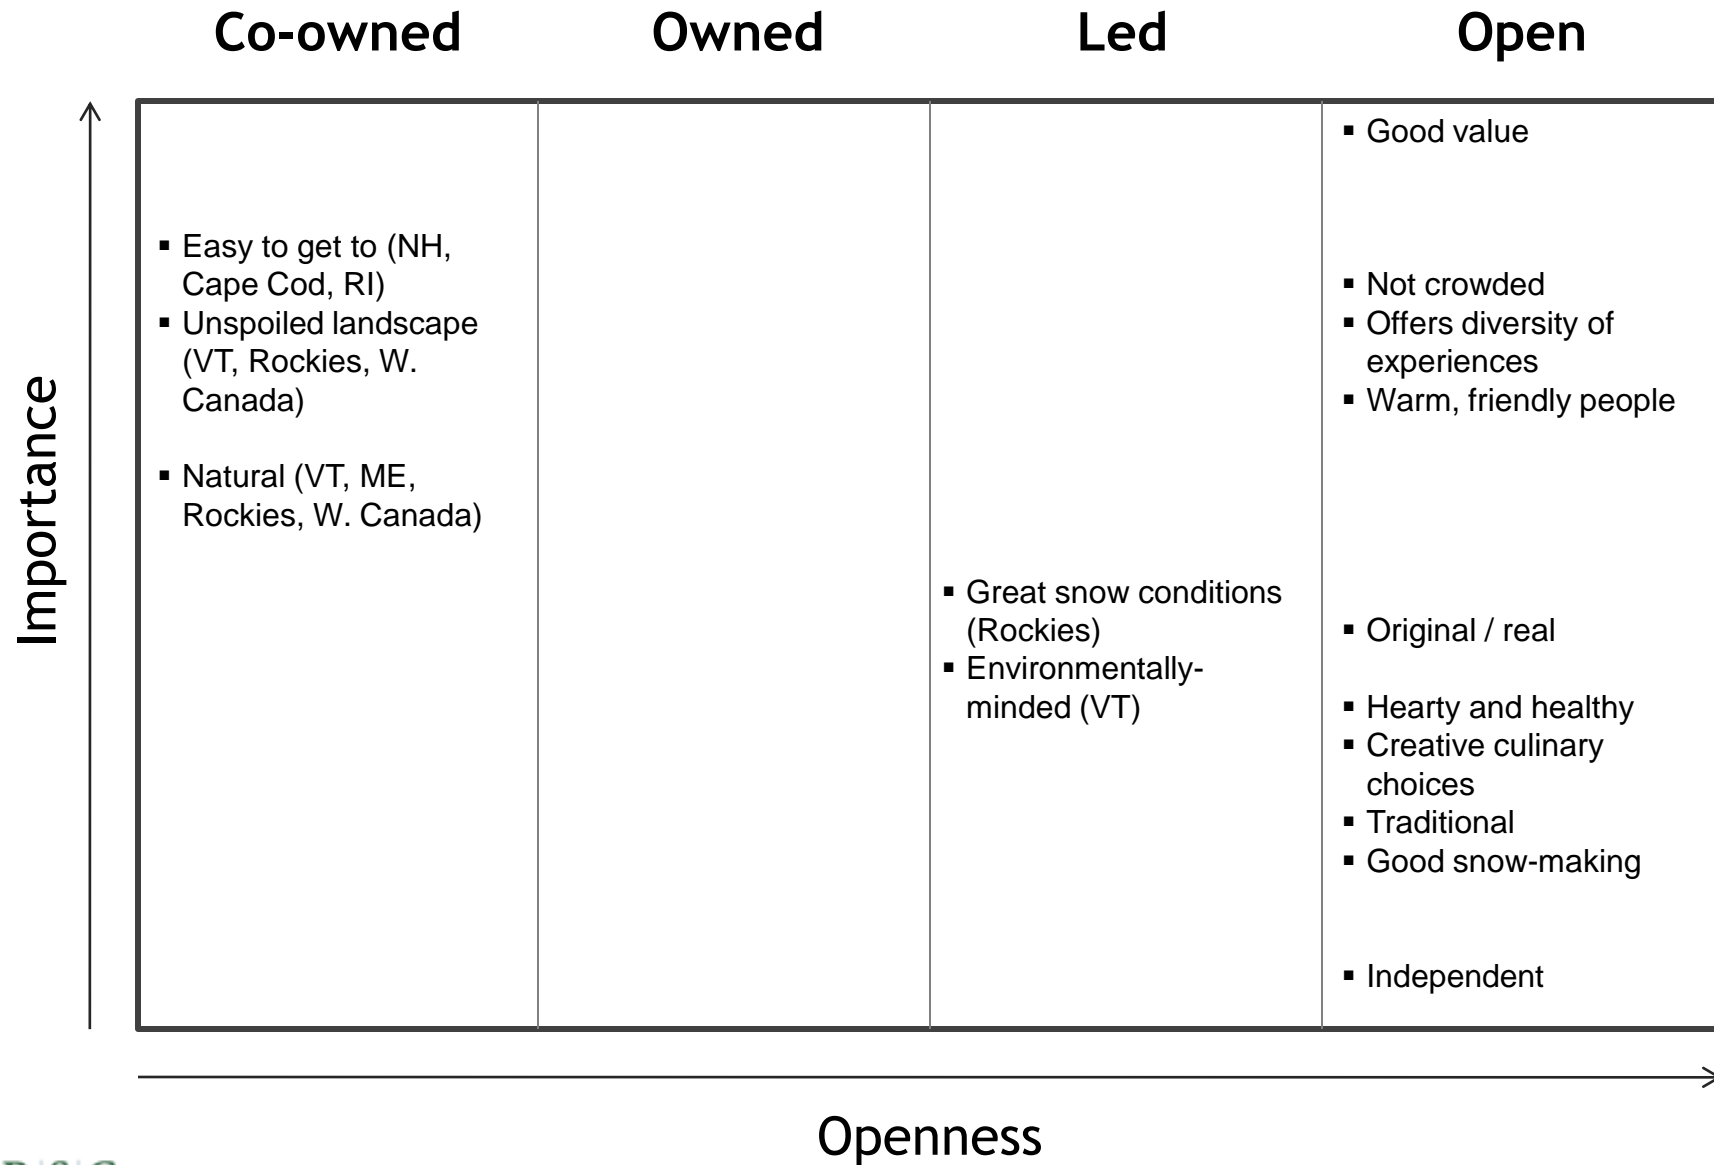 Co-owned
Owned
Led
Open
Importance
▪ Easy to get to (NH,
Cape Cod, RI)
▪ Unspoiled landscape
(VT, Rockies, W.
Canada)
▪ Natural (VT, ME,
Rockies, W. Canada)
▪ Great snow conditions
(Rockies)
▪ Environmentally-
minded (VT)
▪ Good value
▪ Not crowded
▪ Offers diversity of
experiences
▪ Warm, friendly people
▪ Original / real
▪ Hearty and healthy
▪ Creative culinary
choices
▪ Traditional
▪ Good snow-making
▪ Independent
Openness